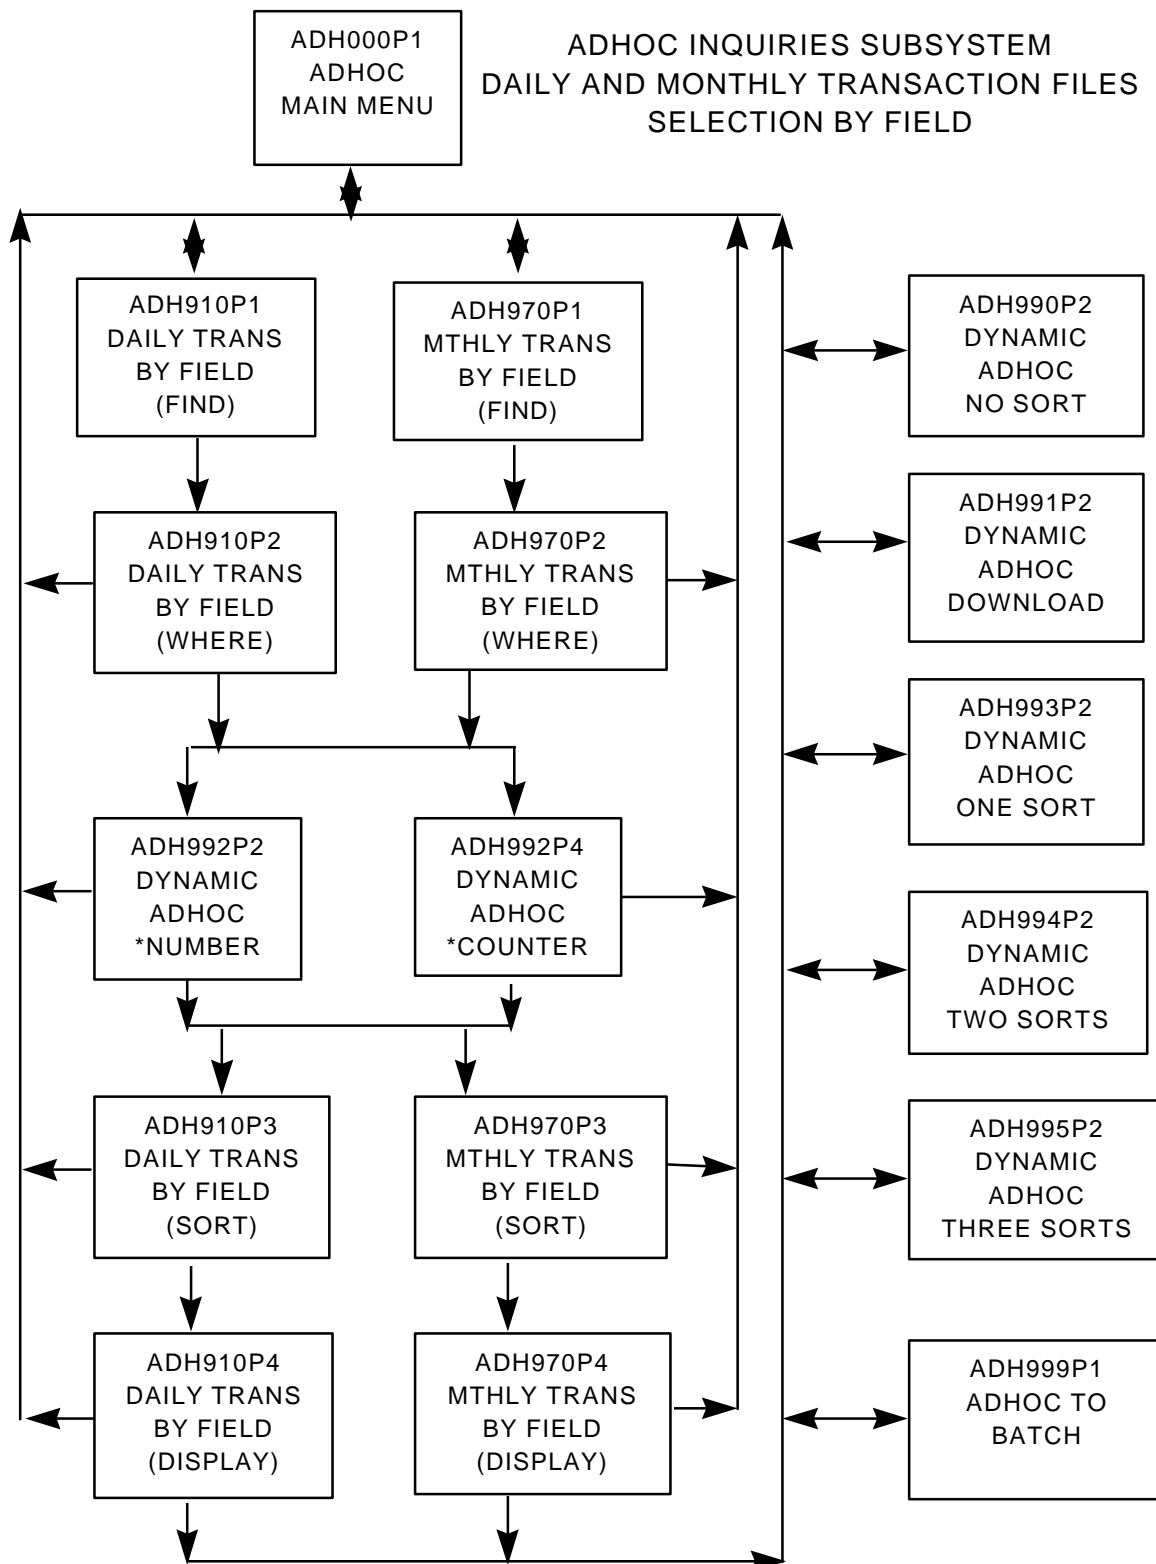 ADH000P1
ADHOC
MAIN MENU
ADHOC INQUIRIES SUBSYSTEM
DAILY AND MONTHLY TRANSACTION FILES
SELECTION BY FIELD
ADH910P1
DAILY TRANS
BY FIELD
(FIND)
ADH970P1
MTHLY TRANS
BY FIELD
(FIND)
ADH990P2
DYNAMIC
ADHOC
NO SORT
ADH910P2
DAILY TRANS
BY FIELD
(WHERE)
ADH970P2
MTHLY TRANS
BY FIELD
(WHERE)
ADH991P2
DYNAMIC
ADHOC
DOWNLOAD
ADH993P2
DYNAMIC
ADHOC
ONE SORT
ADH992P2
DYNAMIC
ADHOC
*NUMBER
ADH992P4
DYNAMIC
ADHOC
*COUNTER
ADH994P2
DYNAMIC
ADHOC
TWO SORTS
ADH910P3
DAILY TRANS
BY FIELD
(SORT)
ADH970P3
MTHLY TRANS
BY FIELD
(SORT)
ADH995P2
DYNAMIC
ADHOC
THREE SORTS
ADH910P4
DAILY TRANS
BY FIELD
(DISPLAY)
ADH970P4
MTHLY TRANS
BY FIELD
(DISPLAY)
ADH999P1
ADHOC TO
BATCH